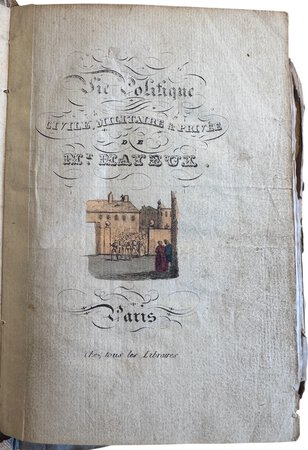 Vie Politique
CIVILE, MILITAIRE & PRIVÉE
DE
Mr MAYEUX.
Paris
Chez tous les Libraires